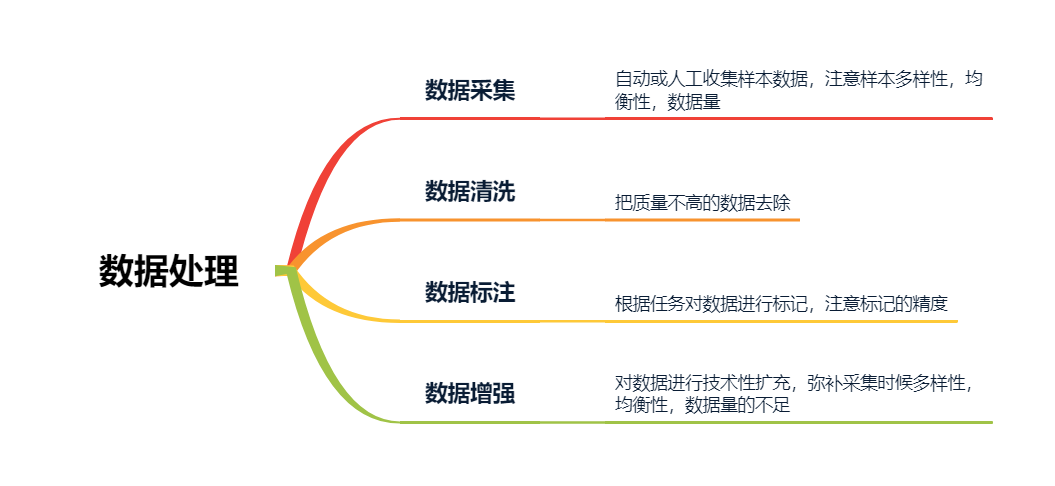 数据处理
数据采集
自动或人工收集样本数据，注意样本多样性，均
衡性，数据量
数据清洗
把质量不高的数据去除
数据标注
根据任务对数据进行标记，注意标记的精度
数据增强
对数据进行技术性扩充，弥补采集时候多样性，
均衡性，数据量的不足